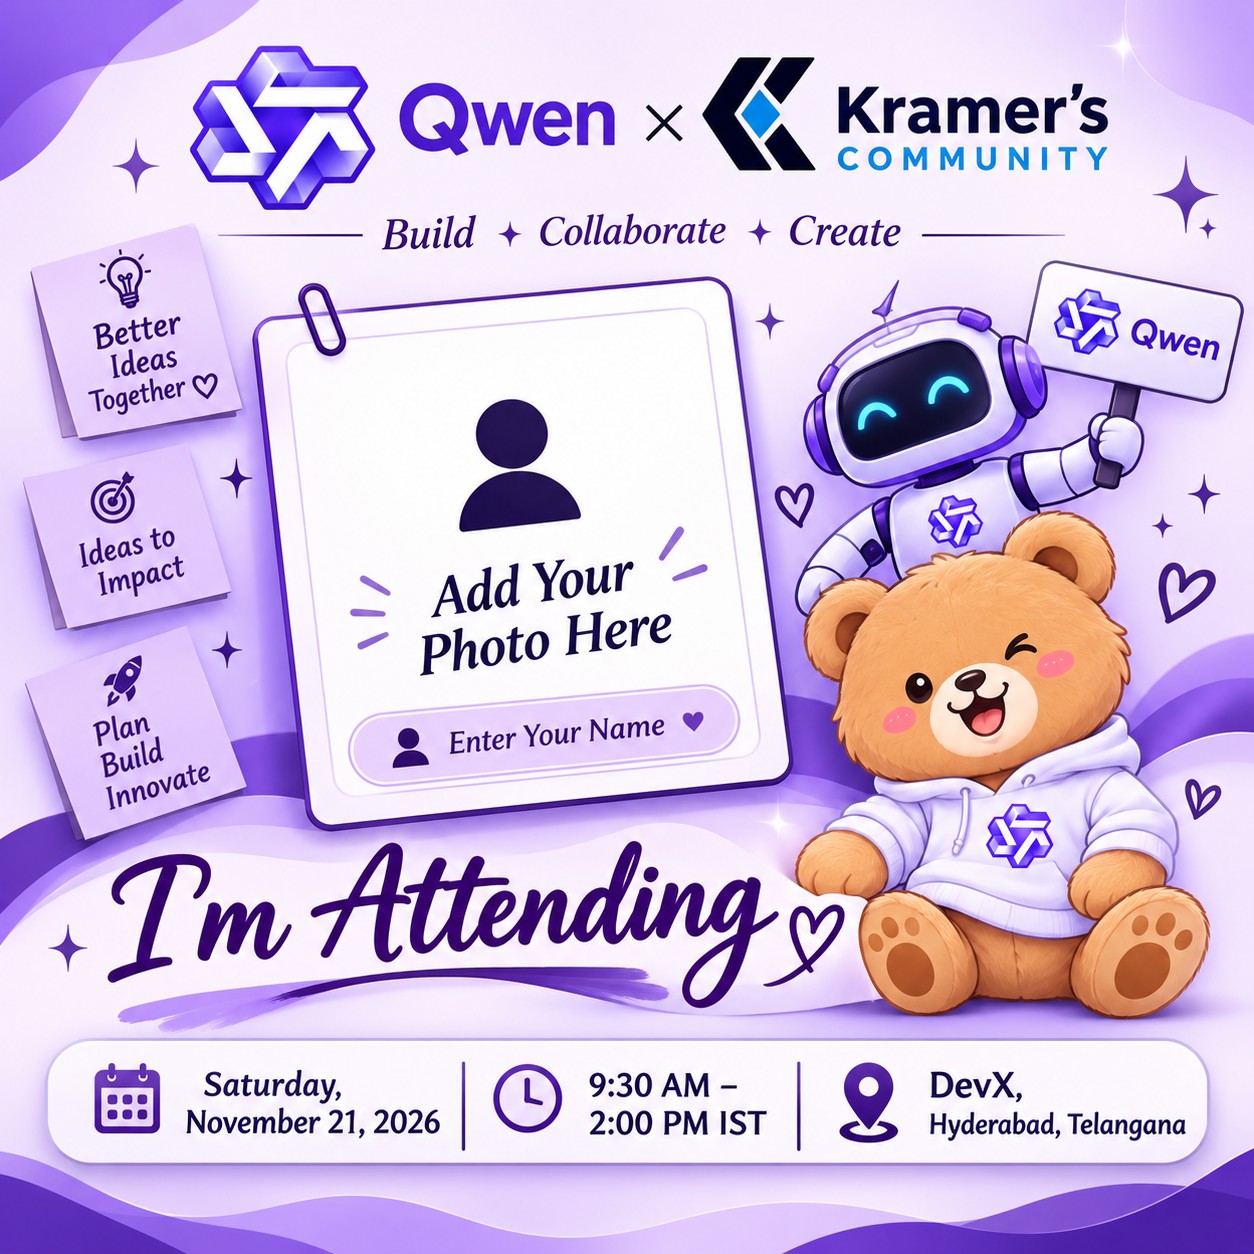 Qwen × Kramer's
COMMUNITY
Build ✦ Collaborate ✦ Create
Better
Ideas
Together ♡
Ideas to
Impact
Plan
Build
Innovate
Add Your
Photo Here
Enter Your Name
Qwen
I'm Attending
Saturday,
November 21, 2026
9:30 AM –
2:00 PM IST
DevX,
Hyderabad, Telangana